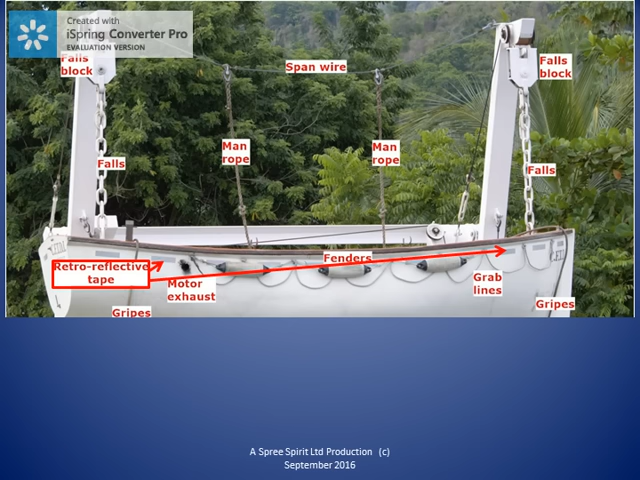 Created with
iSpring Converter Pro
EVALUATION VERSION
Falls
block
Span wire
Falls
block
Man
rope
Man
rope
Falls
Falls
Retro-reflective
tape
Motor
exhaust
Fenders
Grab
lines
Gripes
Gripes
A Spree Spirit Ltd Production (c)
September 2016